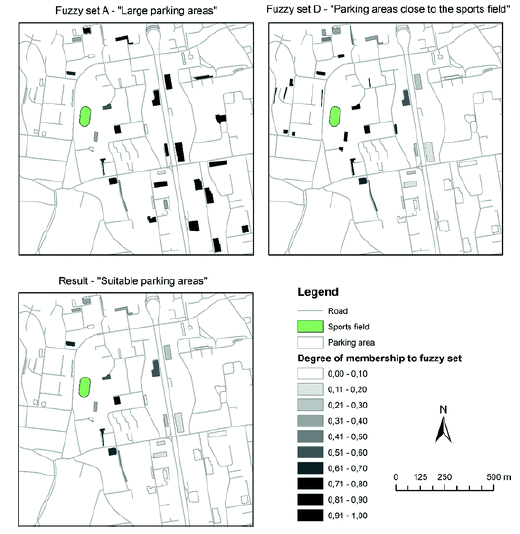 Fuzzy set A - "Large parking areas"
Fuzzy set D - "Parking areas close to the sports field"
Result - "Suitable parking areas"
Legend
Road
Sports field
Parking area
Degree of membership to fuzzy set
0,00 - 0,10
0,11 - 0,20
0,21 - 0,30
0,31 - 0,40
0,41 - 0,50
0,51 - 0,60
0,61 - 0,70
0,71 - 0,80
0,81 - 0,90
0,91 - 1,00
N
0 125 250 500 m